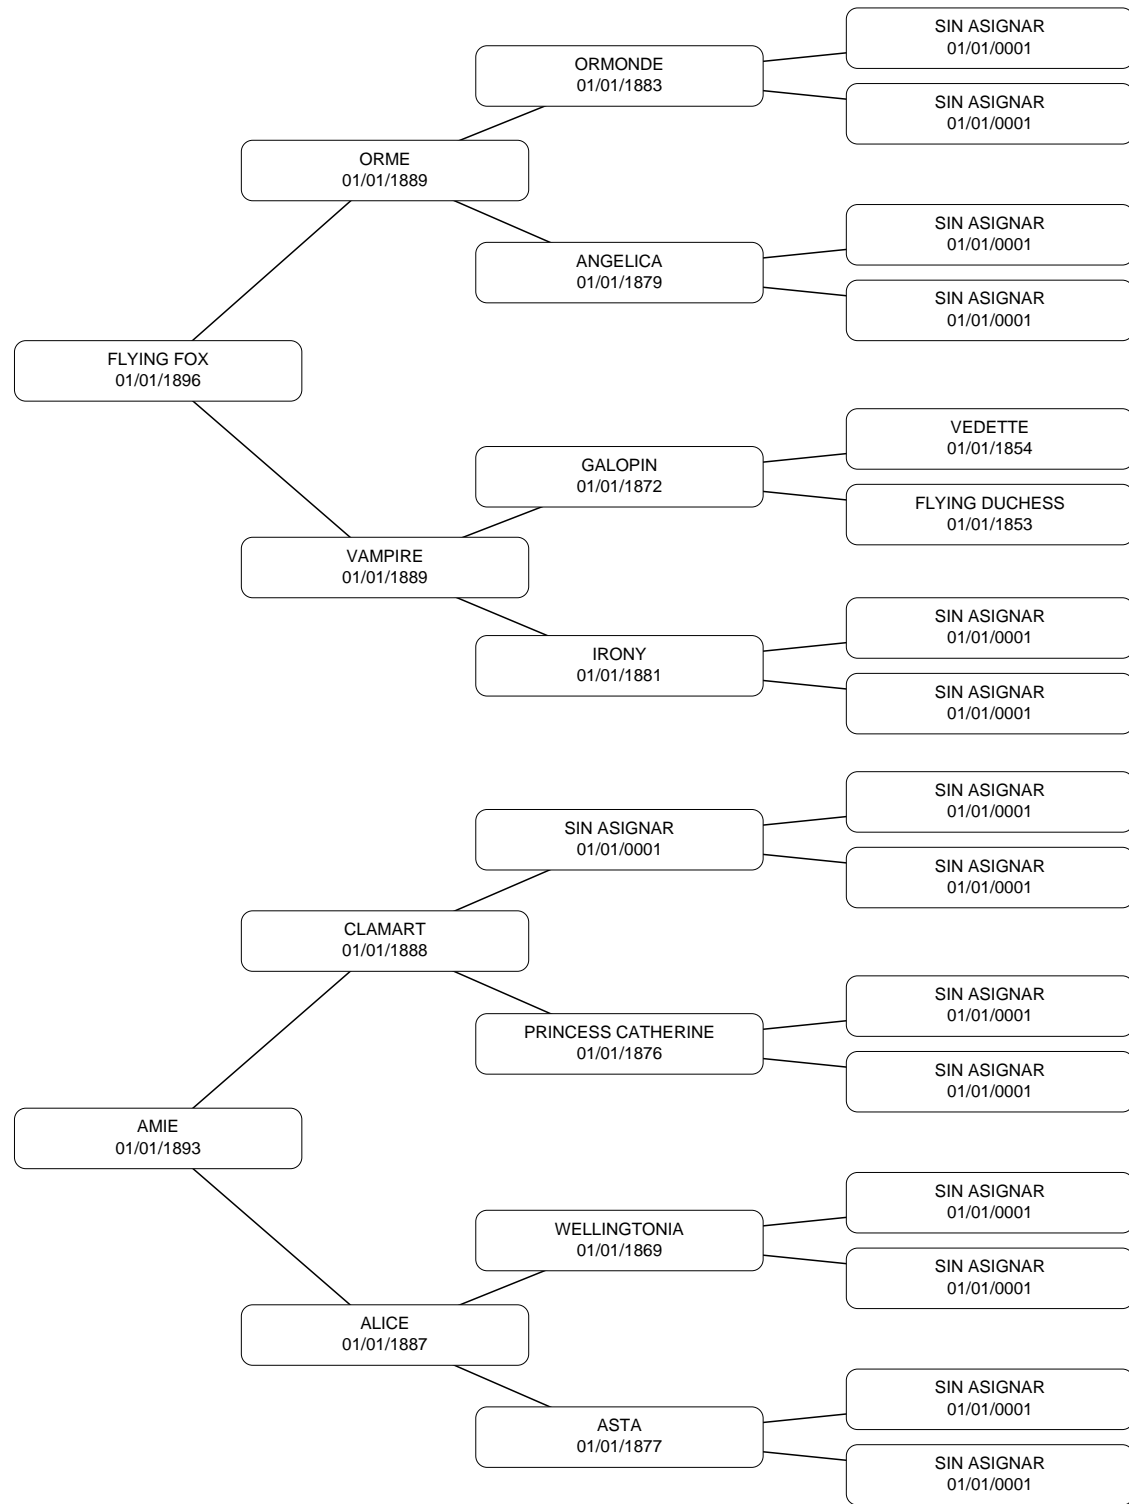 SIN ASIGNAR
01/01/0001
ORMONDE
01/01/1883
SIN ASIGNAR
01/01/0001
ORME
01/01/1889
SIN ASIGNAR
01/01/0001
ANGELICA
01/01/1879
SIN ASIGNAR
01/01/0001
FLYING FOX
01/01/1896
VEDETTE
01/01/1854
GALOPIN
01/01/1872
FLYING DUCHESS
01/01/1853
VAMPIRE
01/01/1889
SIN ASIGNAR
01/01/0001
IRONY
01/01/1881
SIN ASIGNAR
01/01/0001
SIN ASIGNAR
01/01/0001
SIN ASIGNAR
01/01/0001
SIN ASIGNAR
01/01/0001
CLAMART
01/01/1888
SIN ASIGNAR
01/01/0001
PRINCESS CATHERINE
01/01/1876
SIN ASIGNAR
01/01/0001
AMIE
01/01/1893
SIN ASIGNAR
01/01/0001
WELLINGTONIA
01/01/1869
SIN ASIGNAR
01/01/0001
ALICE
01/01/1887
SIN ASIGNAR
01/01/0001
ASTA
01/01/1877
SIN ASIGNAR
01/01/0001